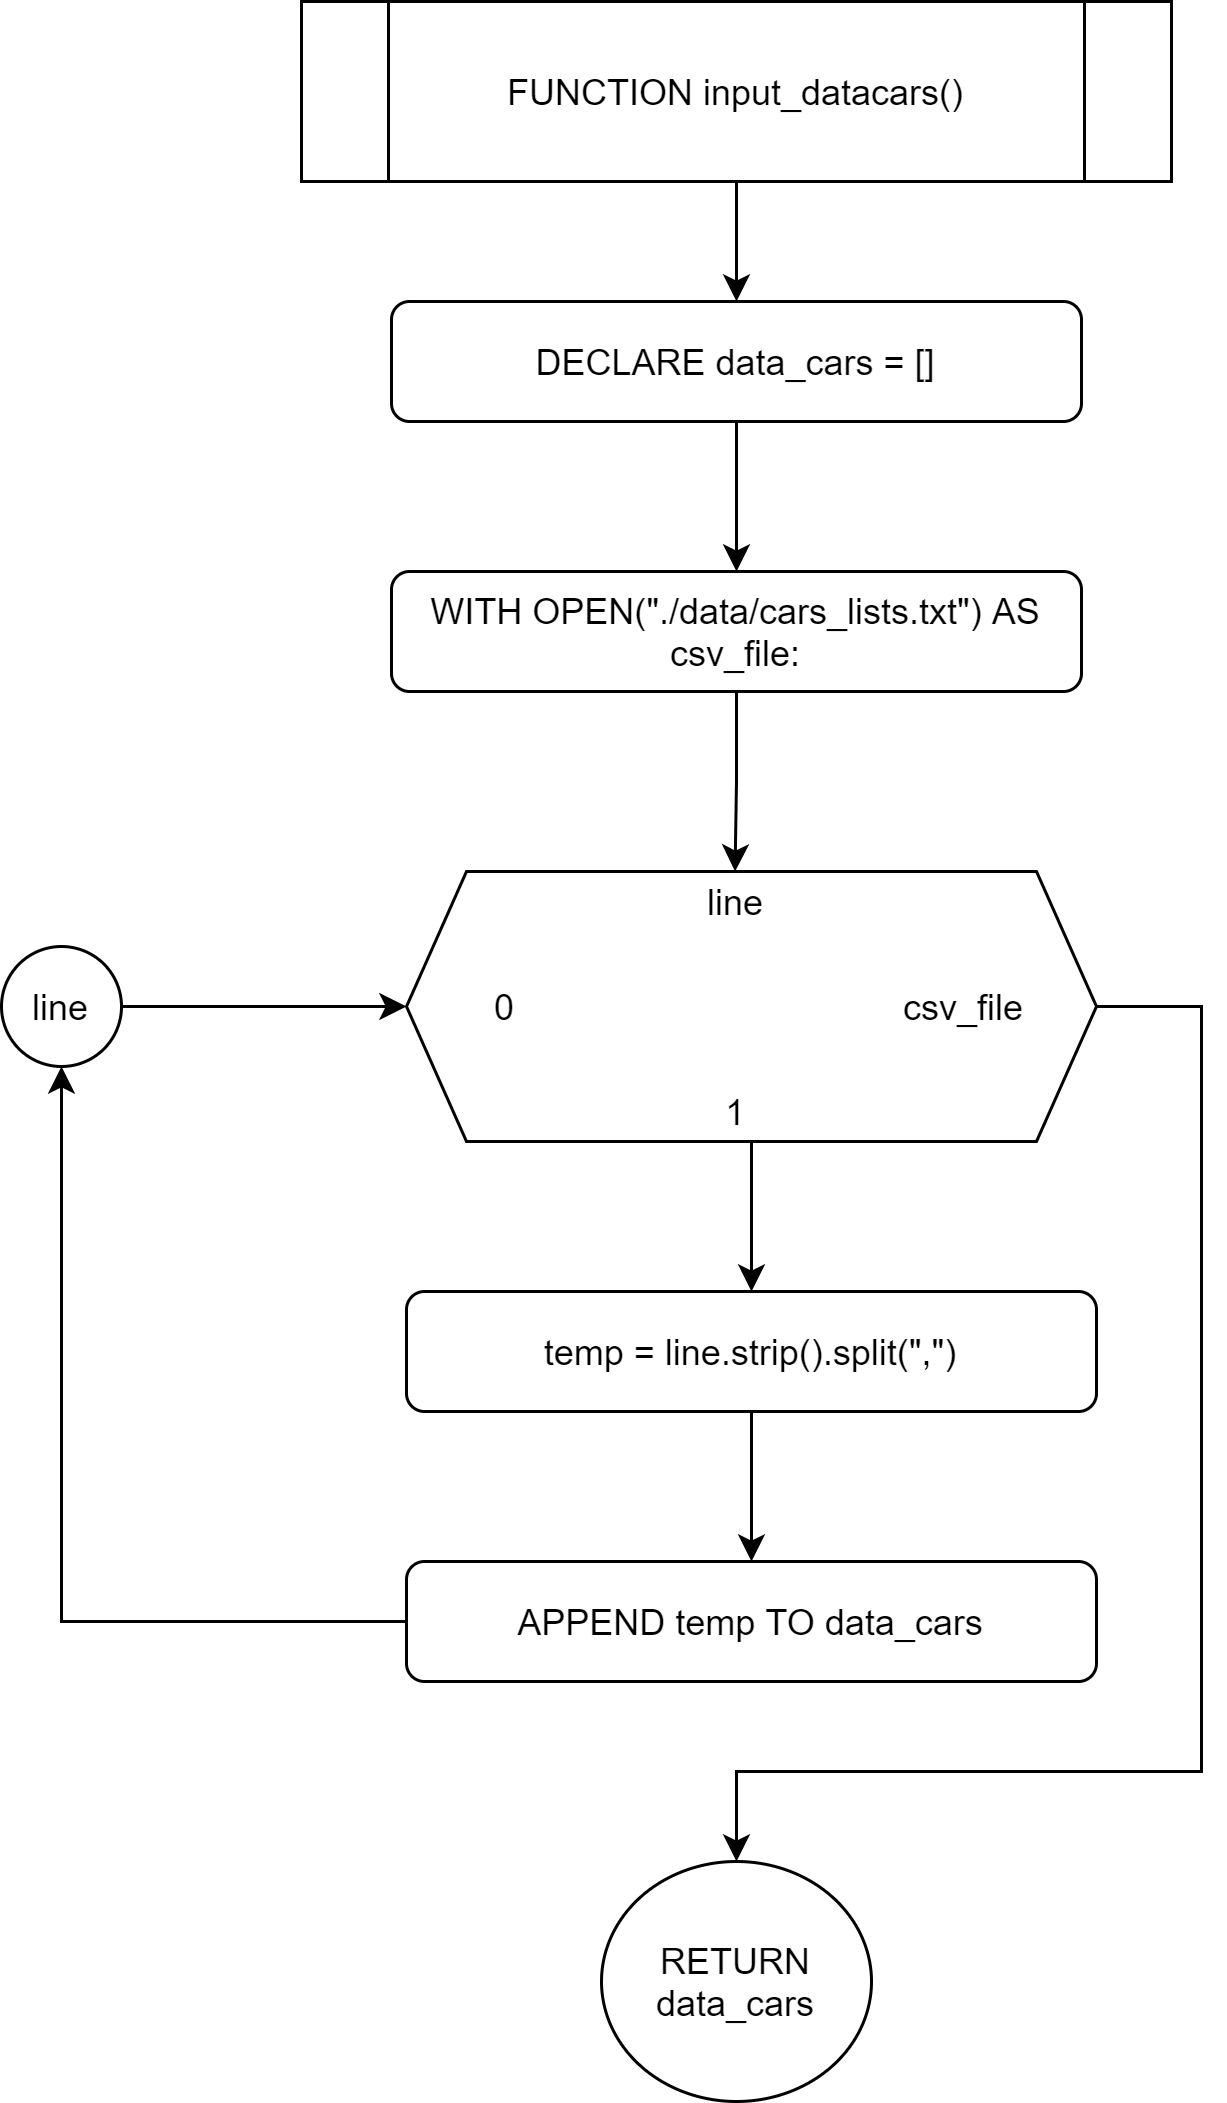 FUNCTION input_datacars()
DECLARE data_cars = []
WITH OPEN("./data/cars_lists.txt") AS
csv_file:
line
line
0
csv_file
1
temp = line.strip().split(",")
APPEND temp TO data_cars
RETURN
data_cars